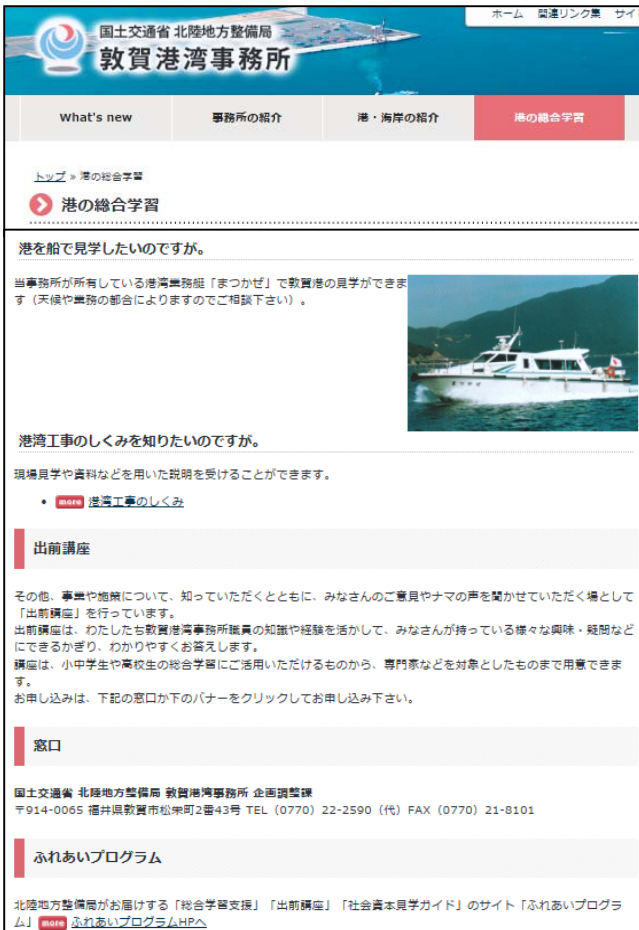 ホーム 関連リンク集 サイ
国土交通省 北陸地方整備局
敦賀港湾事務所
What's new 事務所の紹介 港・海岸の紹介 港の総合学習
トップ » 港の総合学習
港の総合学習
港を船で見学したいのですが。
当事務所が所有している港湾業務艇「まつかぜ」で敦賀港の見学ができま
す（天候や業務の都合によりますのでご相談下さい）。
港湾工事のしくみを知りたいのですが。
現場見学や資料などを用いた説明を受けることができます。
• more 港湾工事のしくみ
出前講座
その他、事業や施策について、知っていただくとともに、みなさんのご意見やナマの声を聞かせていただく場として
「出前講座」を行っています。
出前講座は、わたしたち敦賀港湾事務所職員の知識や経験を活かして、みなさんが持っている様々な興味・疑問など
にできるかぎり、わかりやすくお答えします。
講座は、小中学生や高校生の総合学習にご活用いただけるものから、専門家などを対象としたものまで用意できま
す。
お申し込みは、下記の窓口か下のバナーをクリックしてお申し込み下さい。
窓口
国土交通省 北陸地方整備局 敦賀港湾事務所 企画調整課
〒914-0065 福井県敦賀市松栄町2番43号 TEL（0770）22-2590（代）FAX（0770）21-8101
ふれあいプログラム
北陸地方整備局がお届けする「総合学習支援」「出前講座」「社会資本見学ガイド」のサイト「ふれあいプログラ
ム」 more ふれあいプログラムHPへ